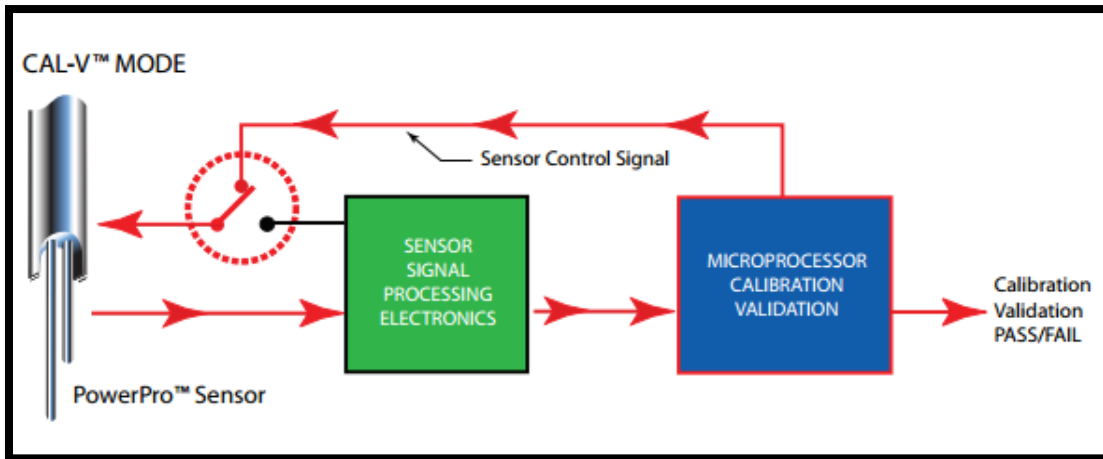 CAL-V™ MODE
Sensor Control Signal
SENSOR
SIGNAL
PROCESSING
ELECTRONICS
MICROPROCESSOR
CALIBRATION
VALIDATION
Calibration
Validation
PASS/FAIL
PowerPro™ Sensor